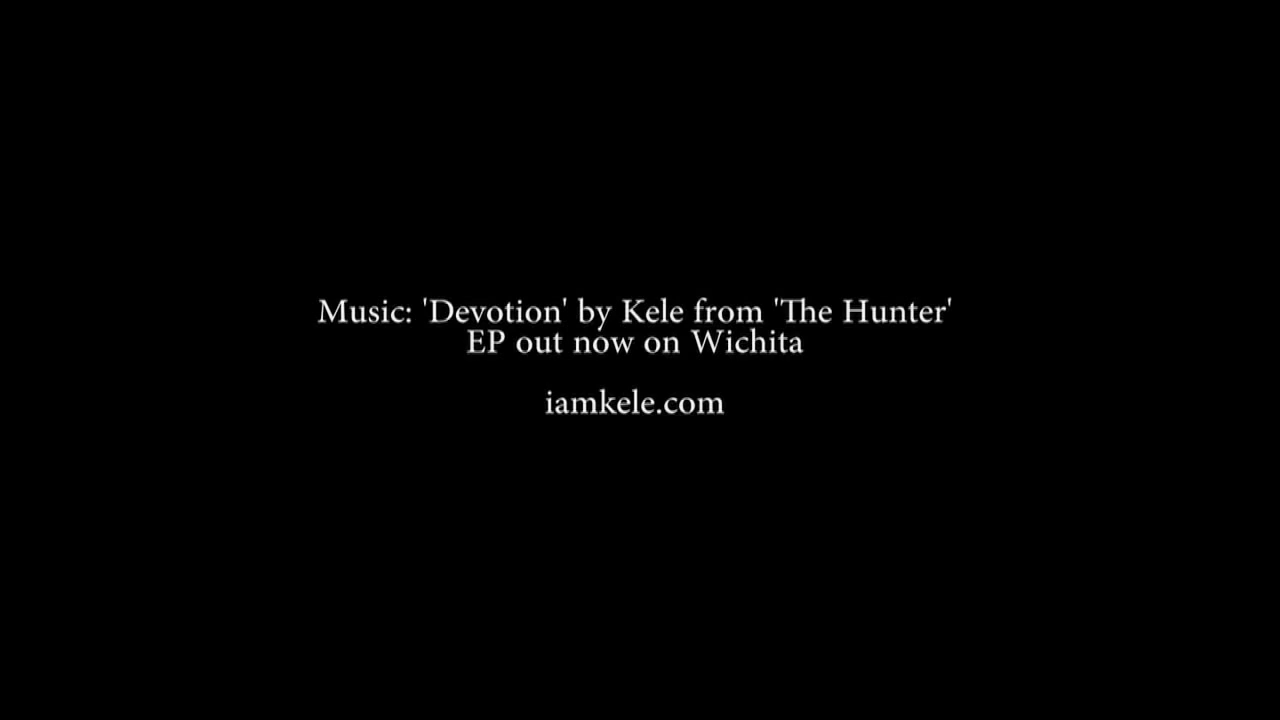 Music: 'Devotion' by Kele from 'The Hunter'
EP out now on Wichita
iamkele.com